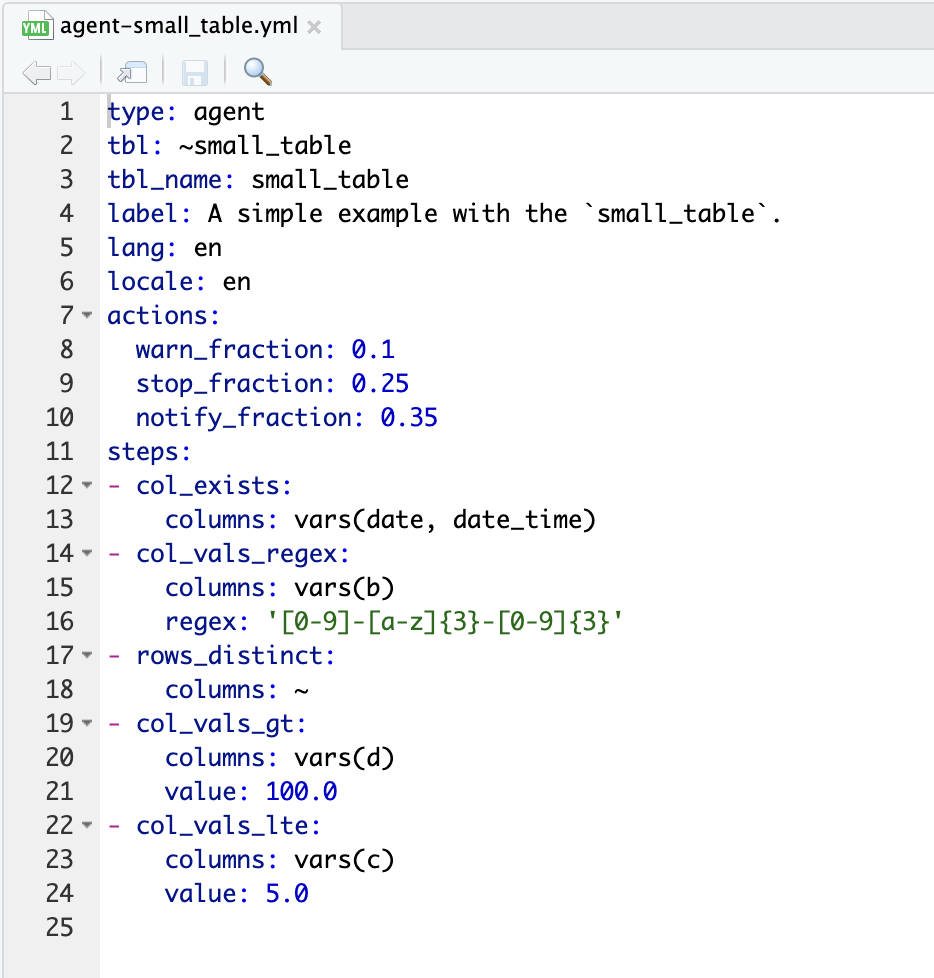 YML agent-small_table.yml ×
1 type: agent
2 tbl: ~small_table
3 tbl_name: small_table
4 label: A simple example with the `small_table`.
5 lang: en
6 locale: en
7 actions:
8   warn_fraction: 0.1
9   stop_fraction: 0.25
10   notify_fraction: 0.35
11 steps:
12 - col_exists:
13     columns: vars(date, date_time)
14 - col_vals_regex:
15     columns: vars(b)
16     regex: '[0-9]-[a-z]{3}-[0-9]{3}'
17 - rows_distinct:
18     columns: ~
19 - col_vals_gt:
20     columns: vars(d)
21     value: 100.0
22 - col_vals_lte:
23     columns: vars(c)
24     value: 5.0
25